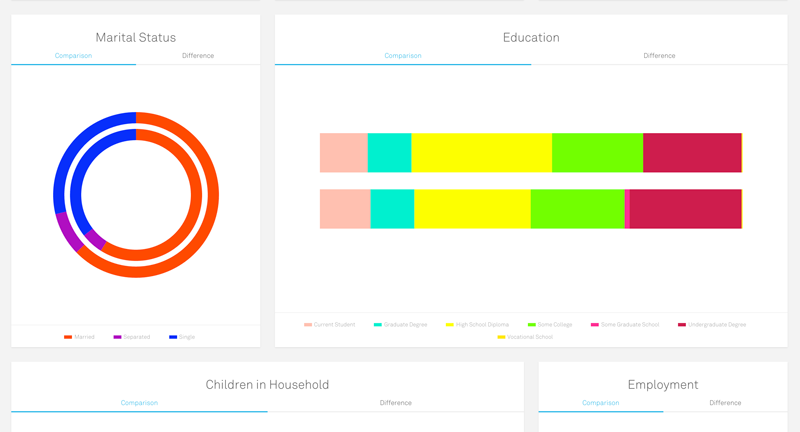 Marital Status
Comparison
Difference
Married
Separated
Single
Education
Comparison
Difference
Current Student
Graduate Degree
High School Diploma
Some College
Some Graduate School
Undergraduate Degree
Vocational School
Children in Household
Comparison
Difference
Employment
Comparison
Difference